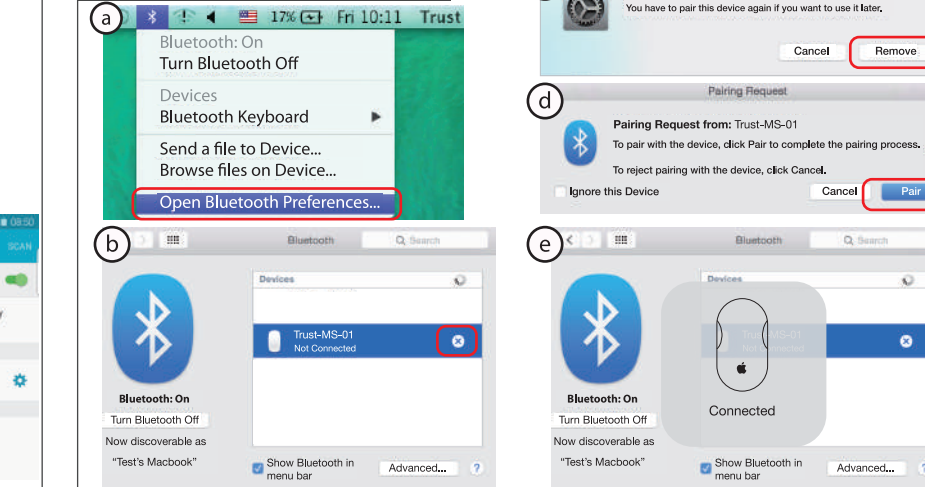 a
17%
Fri 10:11
Trust
Bluetooth: On
Turn Bluetooth Off
Devices
Bluetooth Keyboard
Send a file to Device...
Browse files on Device...
Open Bluetooth Preferences...
08:50
SCAN
b
Bluetooth
Search
Devices
Trust-MS-01
Not Connected
Bluetooth: On
Turn Bluetooth Off
Now discoverable as
"Test's Macbook"
Show Bluetooth in
menu bar
Advanced...
?
You have to pair this device again if you want to use it later.
Cancel
Remove
d
Pairing Request
Pairing Request from: Trust-MS-01
To pair with the device, click Pair to complete the pairing process.
To reject pairing with the device, click Cancel.
Ignore this Device
Cancel
Pair
e
Bluetooth
Search
Devices
Trust-MS-01
Not Connected
Connected
Bluetooth: On
Turn Bluetooth Off
Now discoverable as
"Test's Macbook"
Show Bluetooth in
menu bar
Advanced...
?